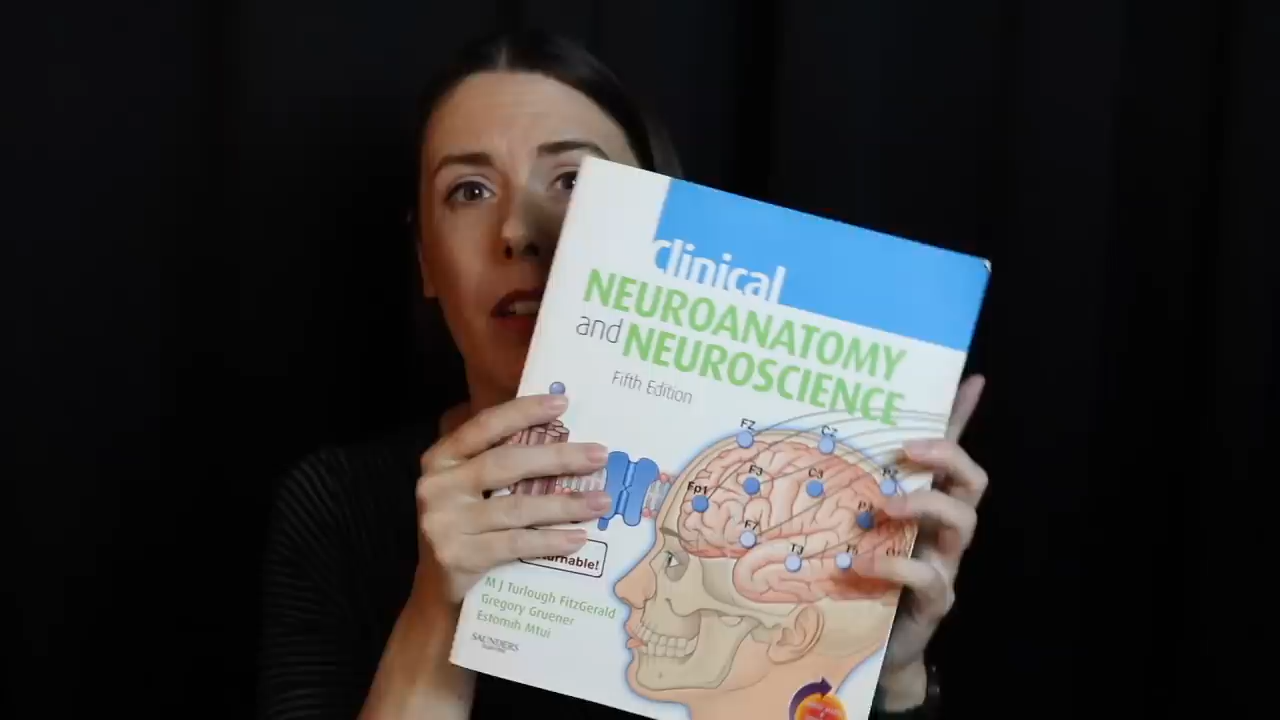 Clinical
NEUROANATOMY
and NEUROSCIENCE
Fifth Edition
FZ
CZ
F3
C3
Fp1
F7
T3
M J Turlough FitzGerald
Gregory Gruener
Estomih Mtui
SAUNDERS